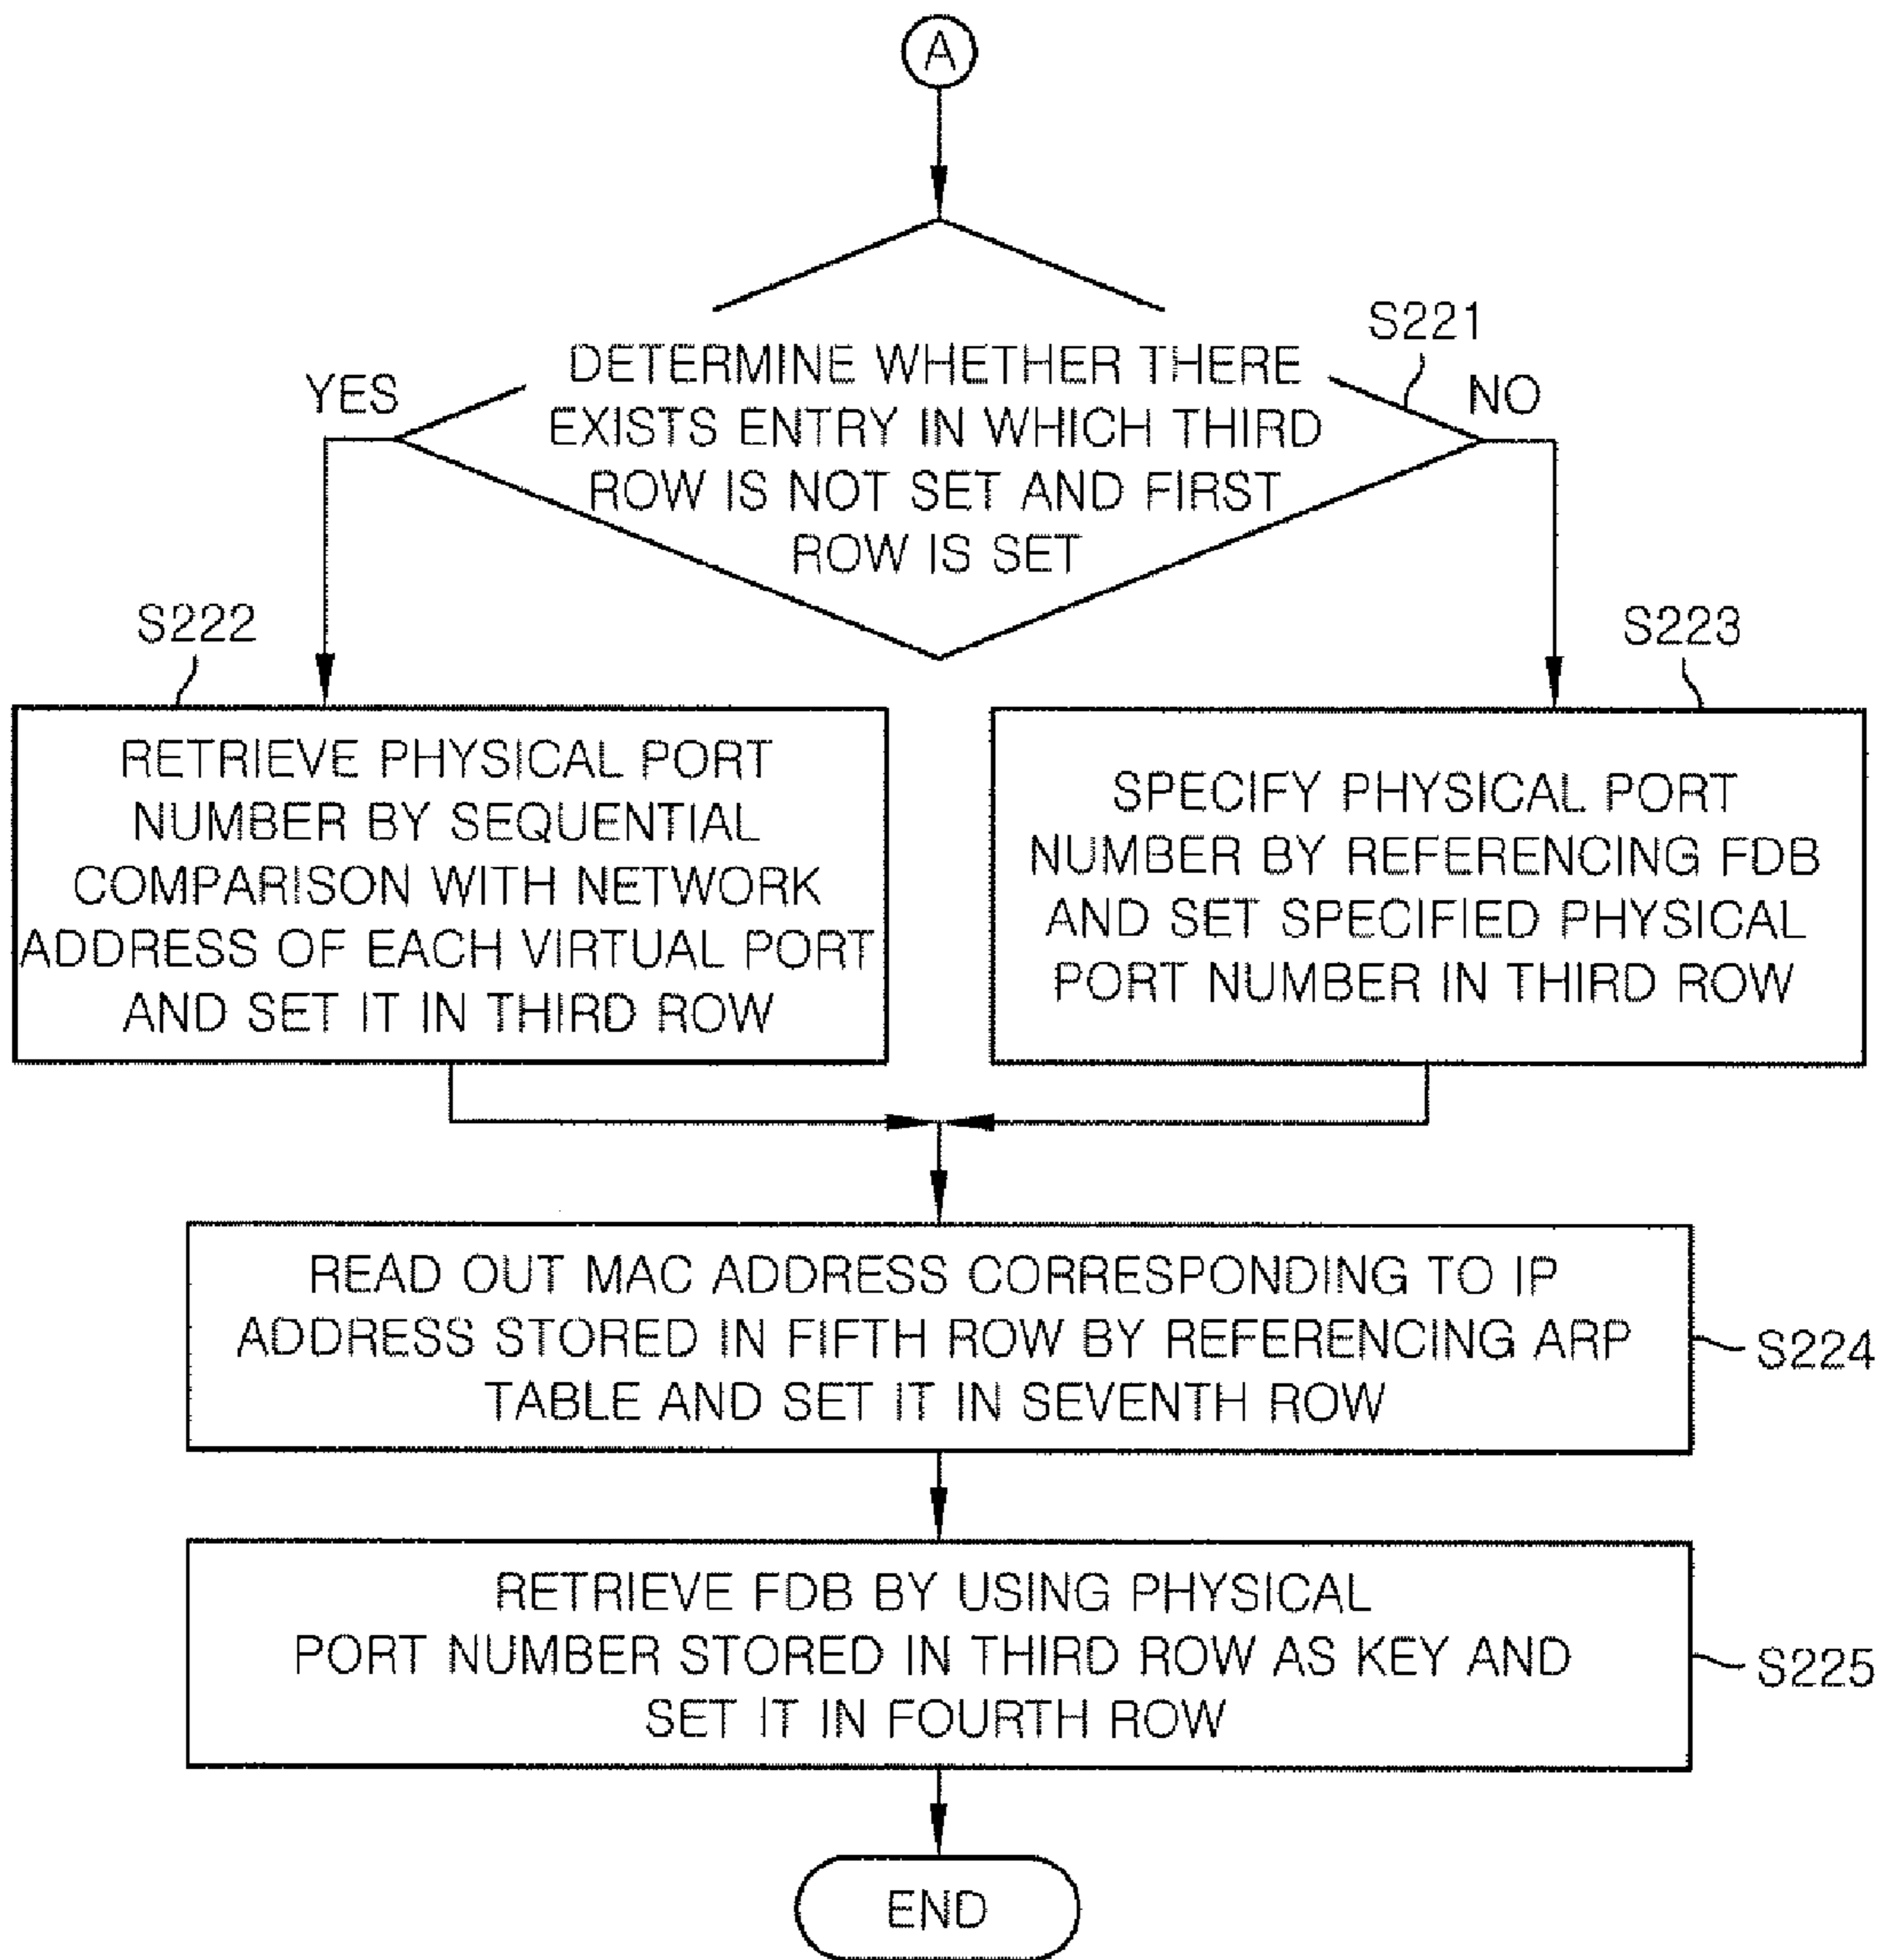 A
S221
YES
NO
DETERMINE WHETHER THERE
EXISTS ENTRY IN WHICH THIRD
ROW IS NOT SET AND FIRST
ROW IS SET
S222
RETRIEVE PHYSICAL PORT
NUMBER BY SEQUENTIAL
COMPARISON WITH NETWORK
ADDRESS OF EACH VIRTUAL PORT
AND SET IT IN THIRD ROW
S223
SPECIFY PHYSICAL PORT
NUMBER BY REFERENCING FDB
AND SET SPECIFIED PHYSICAL
PORT NUMBER IN THIRD ROW
READ OUT MAC ADDRESS CORRESPONDING TO IP
ADDRESS STORED IN FIFTH ROW BY REFERENCING ARP
TABLE AND SET IT IN SEVENTH ROW
S224
RETRIEVE FDB BY USING PHYSICAL
PORT NUMBER STORED IN THIRD ROW AS KEY AND
SET IT IN FOURTH ROW
S225
END